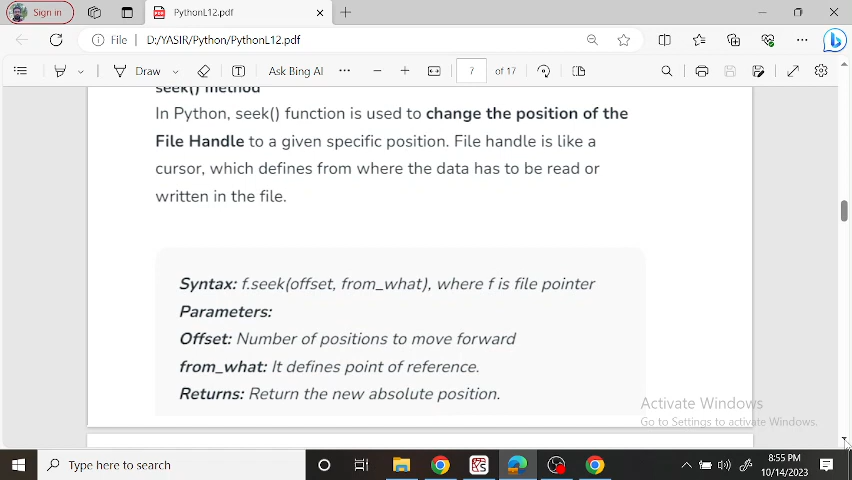 Sign in
PythonL12.pdf
File
D:/YASIR/Python/PythonL12.pdf
Draw
Ask Bing AI
7 of 17
seek() method
In Python, seek() function is used to change the position of the
File Handle to a given specific position. File handle is like a
cursor, which defines from where the data has to be read or
written in the file.
Syntax: f.seek(offset, from_what), where f is file pointer
Parameters:
Offset: Number of positions to move forward
from_what: It defines point of reference.
Returns: Return the new absolute position.
Activate Windows
Go to Settings to activate Windows.
Type here to search
8:55 PM
10/14/2023